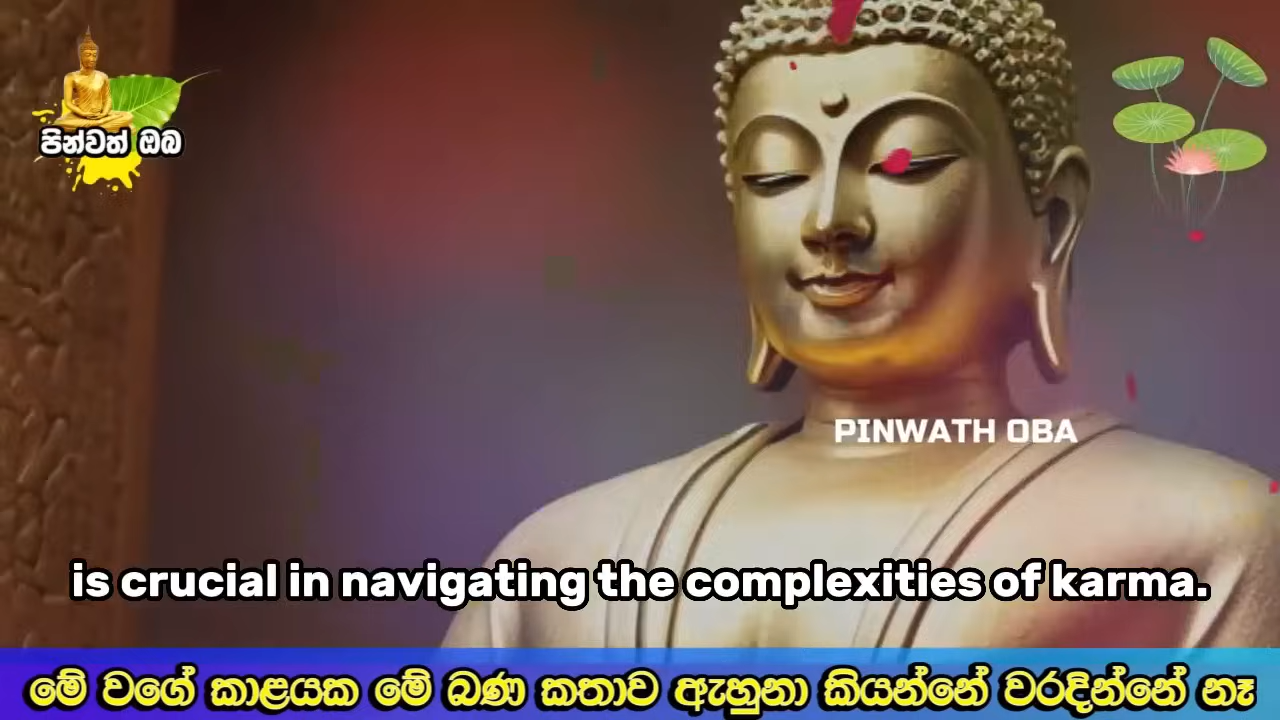 පින්වත් ඔබ
PINWATH OBA
is crucial in navigating the complexities of karma.
මේ වගේ කාළයක මේ බණ කතාව ඇහුනා කියන්නේ වරදින්නේ නෑ